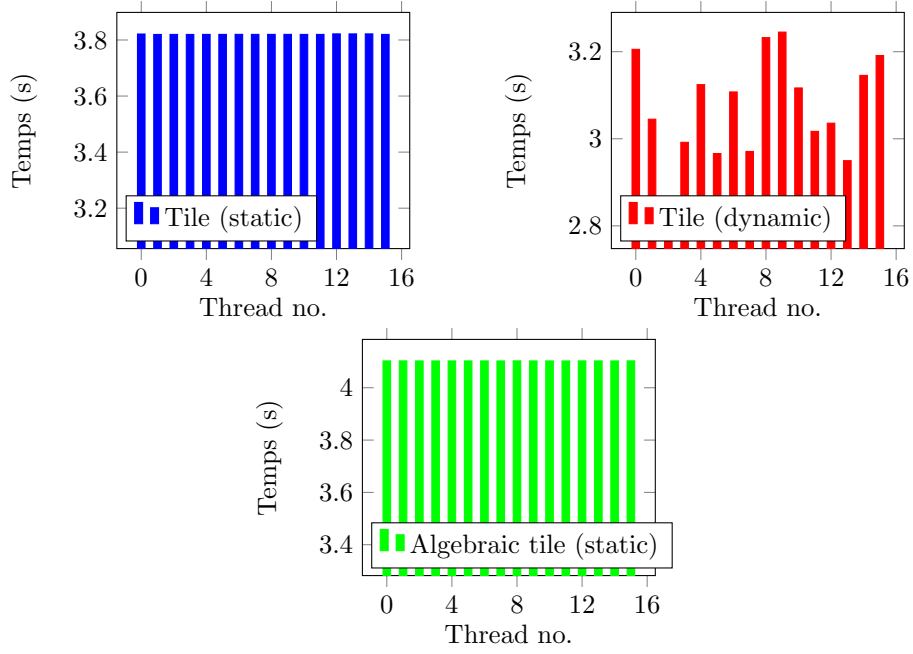 3.8
3.6
3.4
3.2
Temps (s)
Tile (static)
0 4 8 12 16
Thread no.
3.2
3
2.8
Temps (s)
Tile (dynamic)
0 4 8 12 16
Thread no.
4
3.8
3.6
3.4
Temps (s)
Algebraic tile (static)
0 4 8 12 16
Thread no.